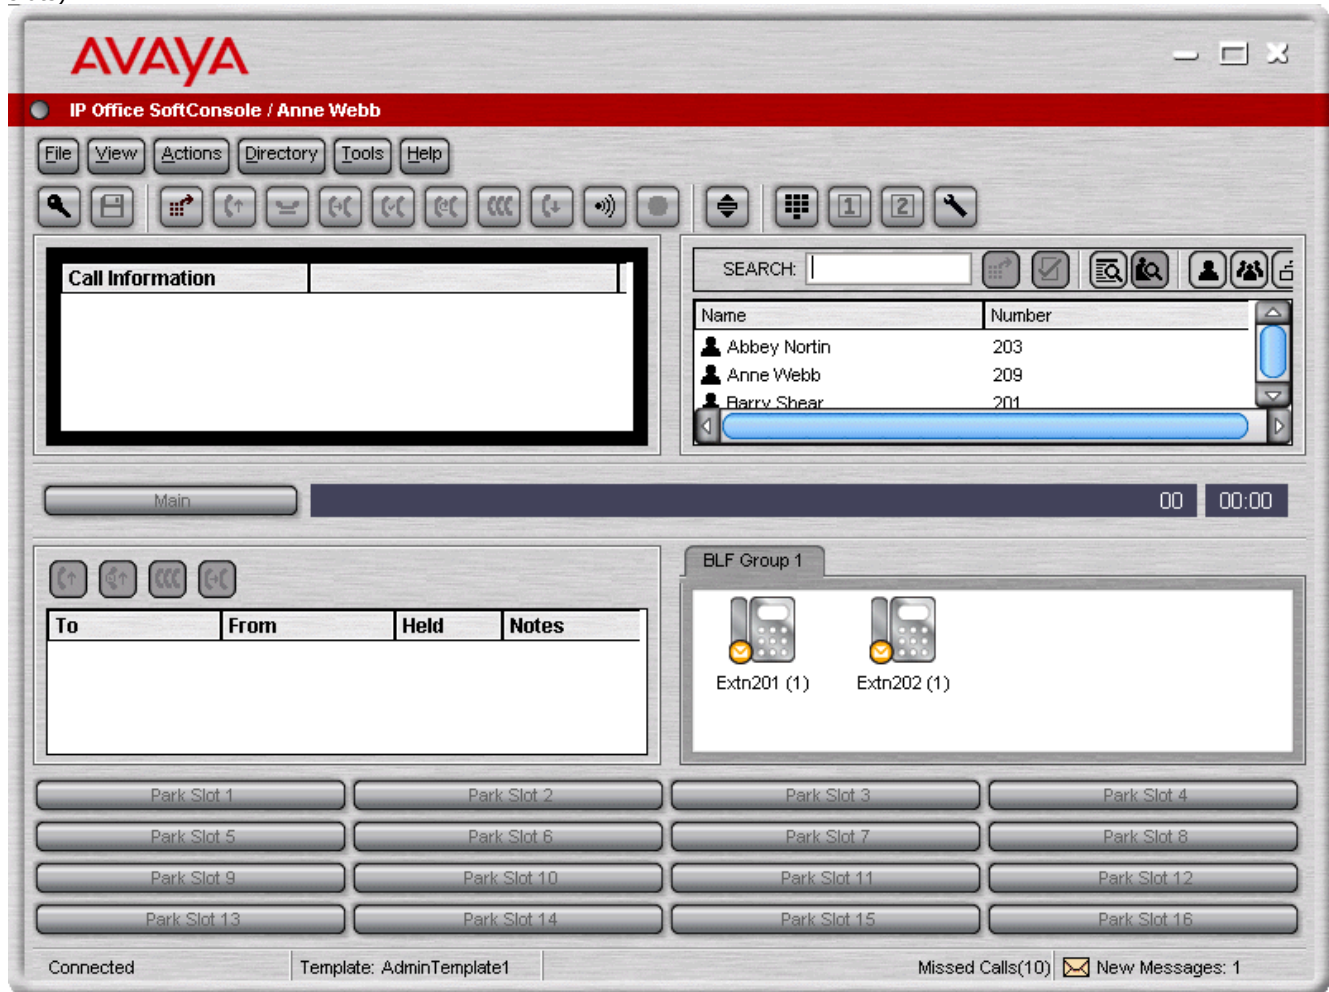 AVAYA
IP Office SoftConsole / Anne Webb
File View Actions Directory Tools Help
1 2
Call Information
SEARCH:
Name Number
Abbey Nortin 203
Anne Webb 209
Barry Shear 201
Main 00 00:00
BLF Group 1
To From Held Notes
Extn201 (1) Extn202 (1)
Park Slot 1 Park Slot 2 Park Slot 3 Park Slot 4
Park Slot 5 Park Slot 6 Park Slot 7 Park Slot 8
Park Slot 9 Park Slot 10 Park Slot 11 Park Slot 12
Park Slot 13 Park Slot 14 Park Slot 15 Park Slot 16
Connected Template: AdminTemplate1 Missed Calls(10) New Messages: 1